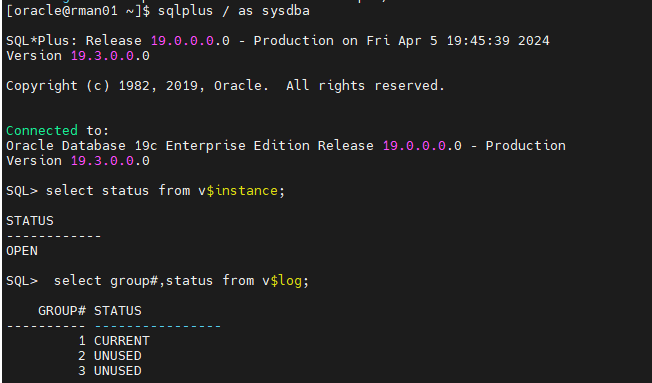 [oracle@rman01 ~]$ sqlplus / as sysdba
SQL*Plus: Release 19.0.0.0.0 - Production on Fri Apr 5 19:45:39 2024
Version 19.3.0.0.0
Copyright (c) 1982, 2019, Oracle.  All rights reserved.
Connected to:
Oracle Database 19c Enterprise Edition Release 19.0.0.0.0 - Production
Version 19.3.0.0.0
SQL> select status from v$instance;
STATUS
------------
OPEN
SQL>  select group#,status from v$log;
    GROUP# STATUS
---------- ----------------
         1 CURRENT
         2 UNUSED
         3 UNUSED